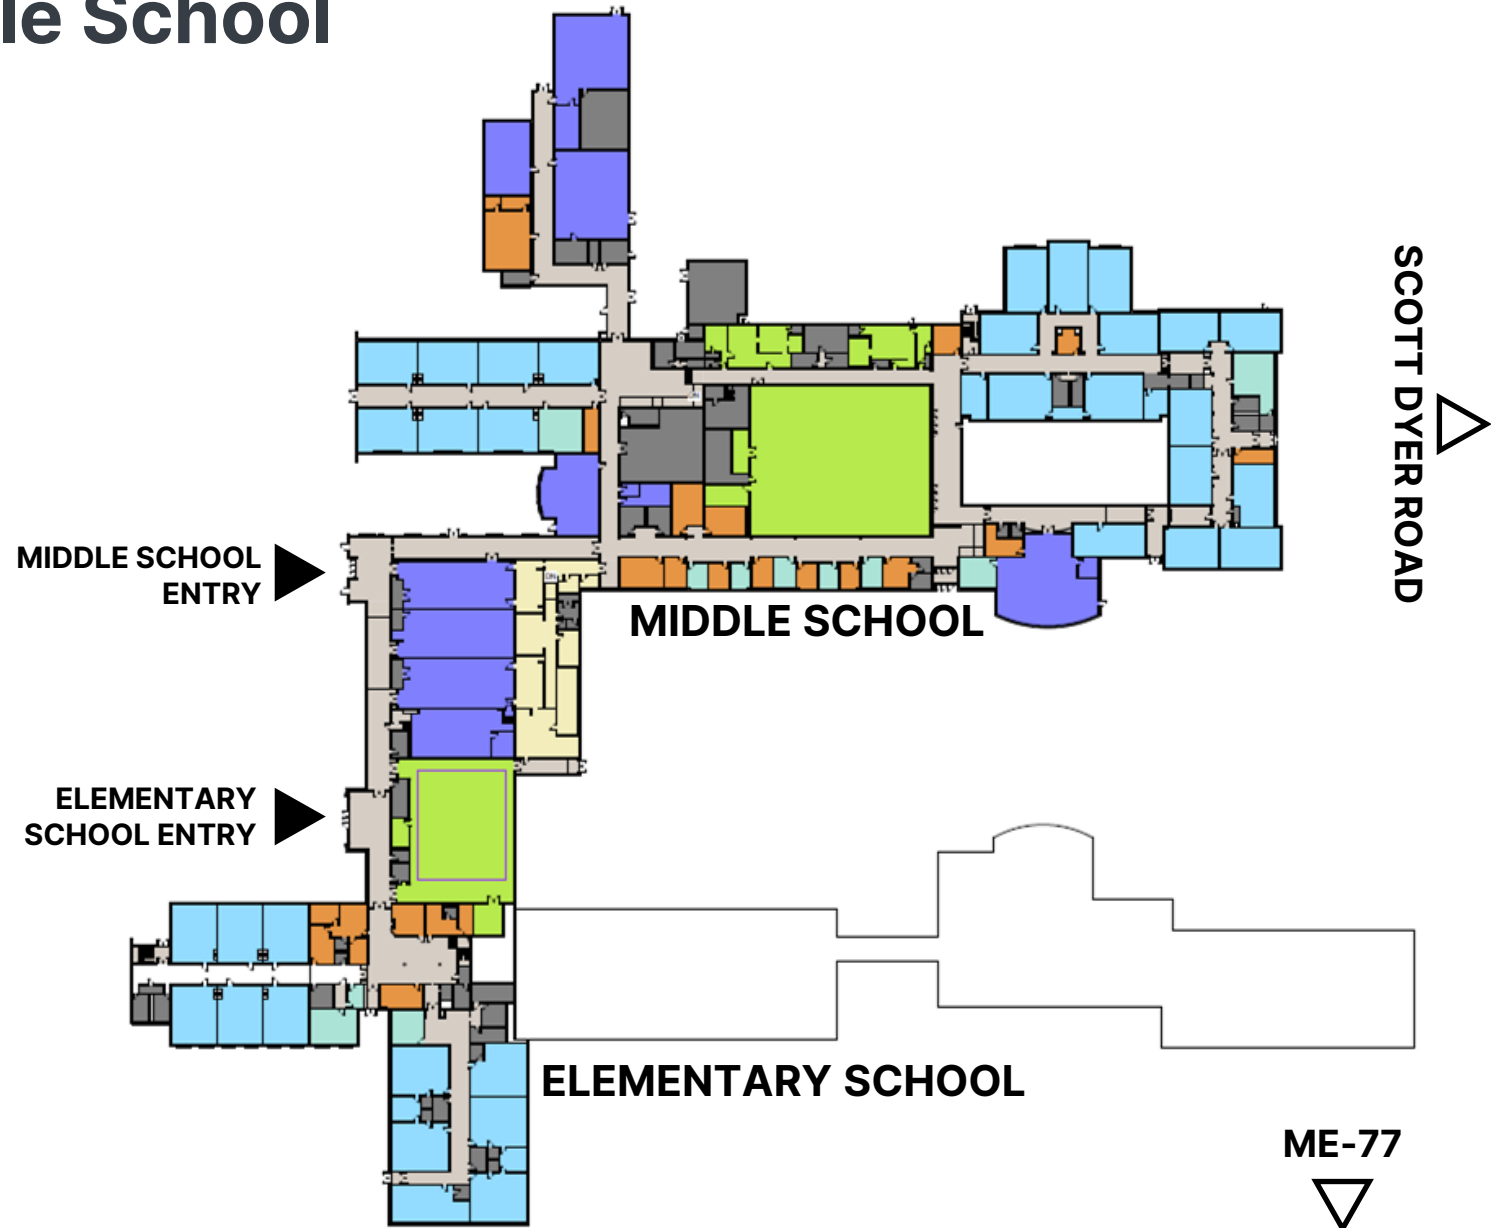 le School
SCOTT DYER ROAD
MIDDLE SCHOOL
ENTRY
MIDDLE SCHOOL
ELEMENTARY
SCHOOL ENTRY
ELEMENTARY SCHOOL
ME-77